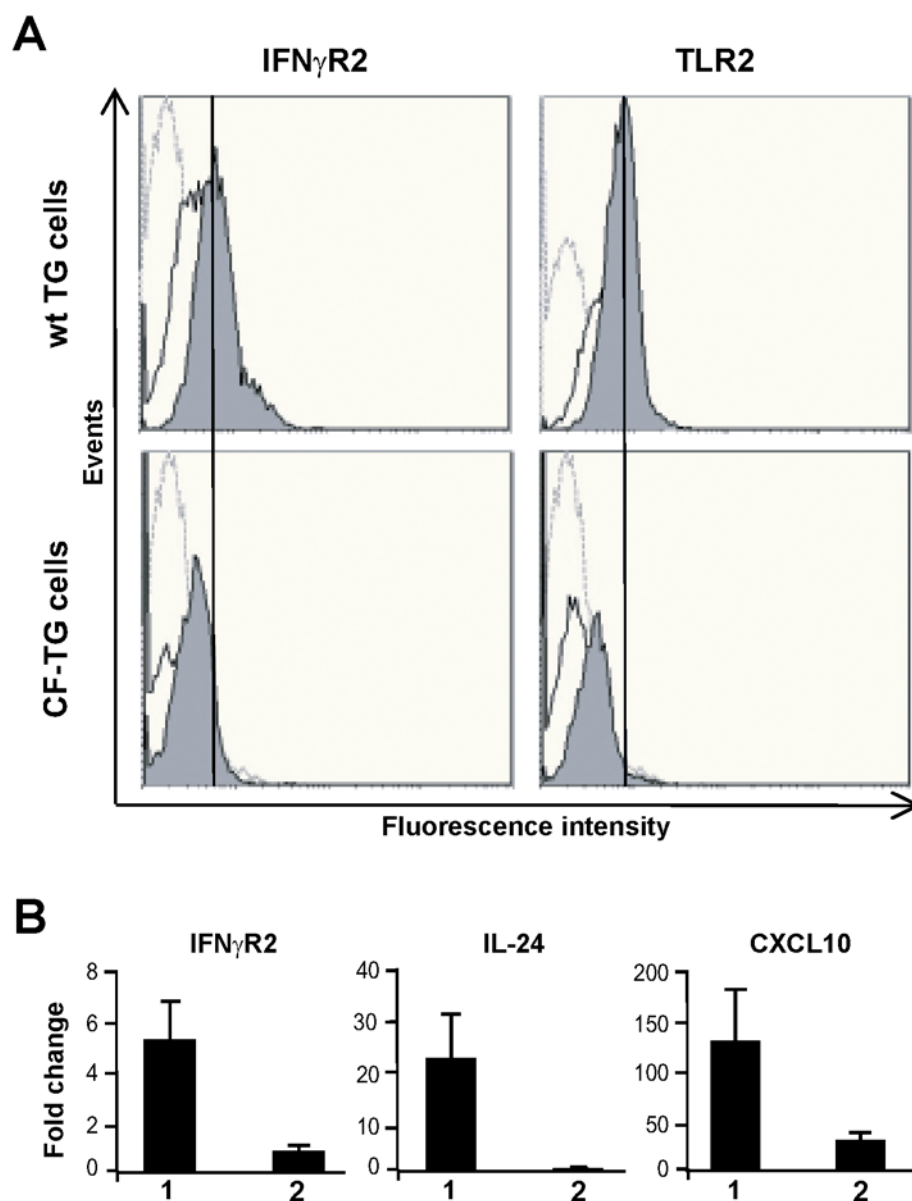 A
IFNγR2 TLR2
wt TG cells
CF-TG cells
Events
Fluorescence intensity
B
IFNγR2 IL-24 CXCL10
Fold change
8
6
4
2
0
1 2
40
30
20
10
0
1 2
200
150
100
50
0
1 2